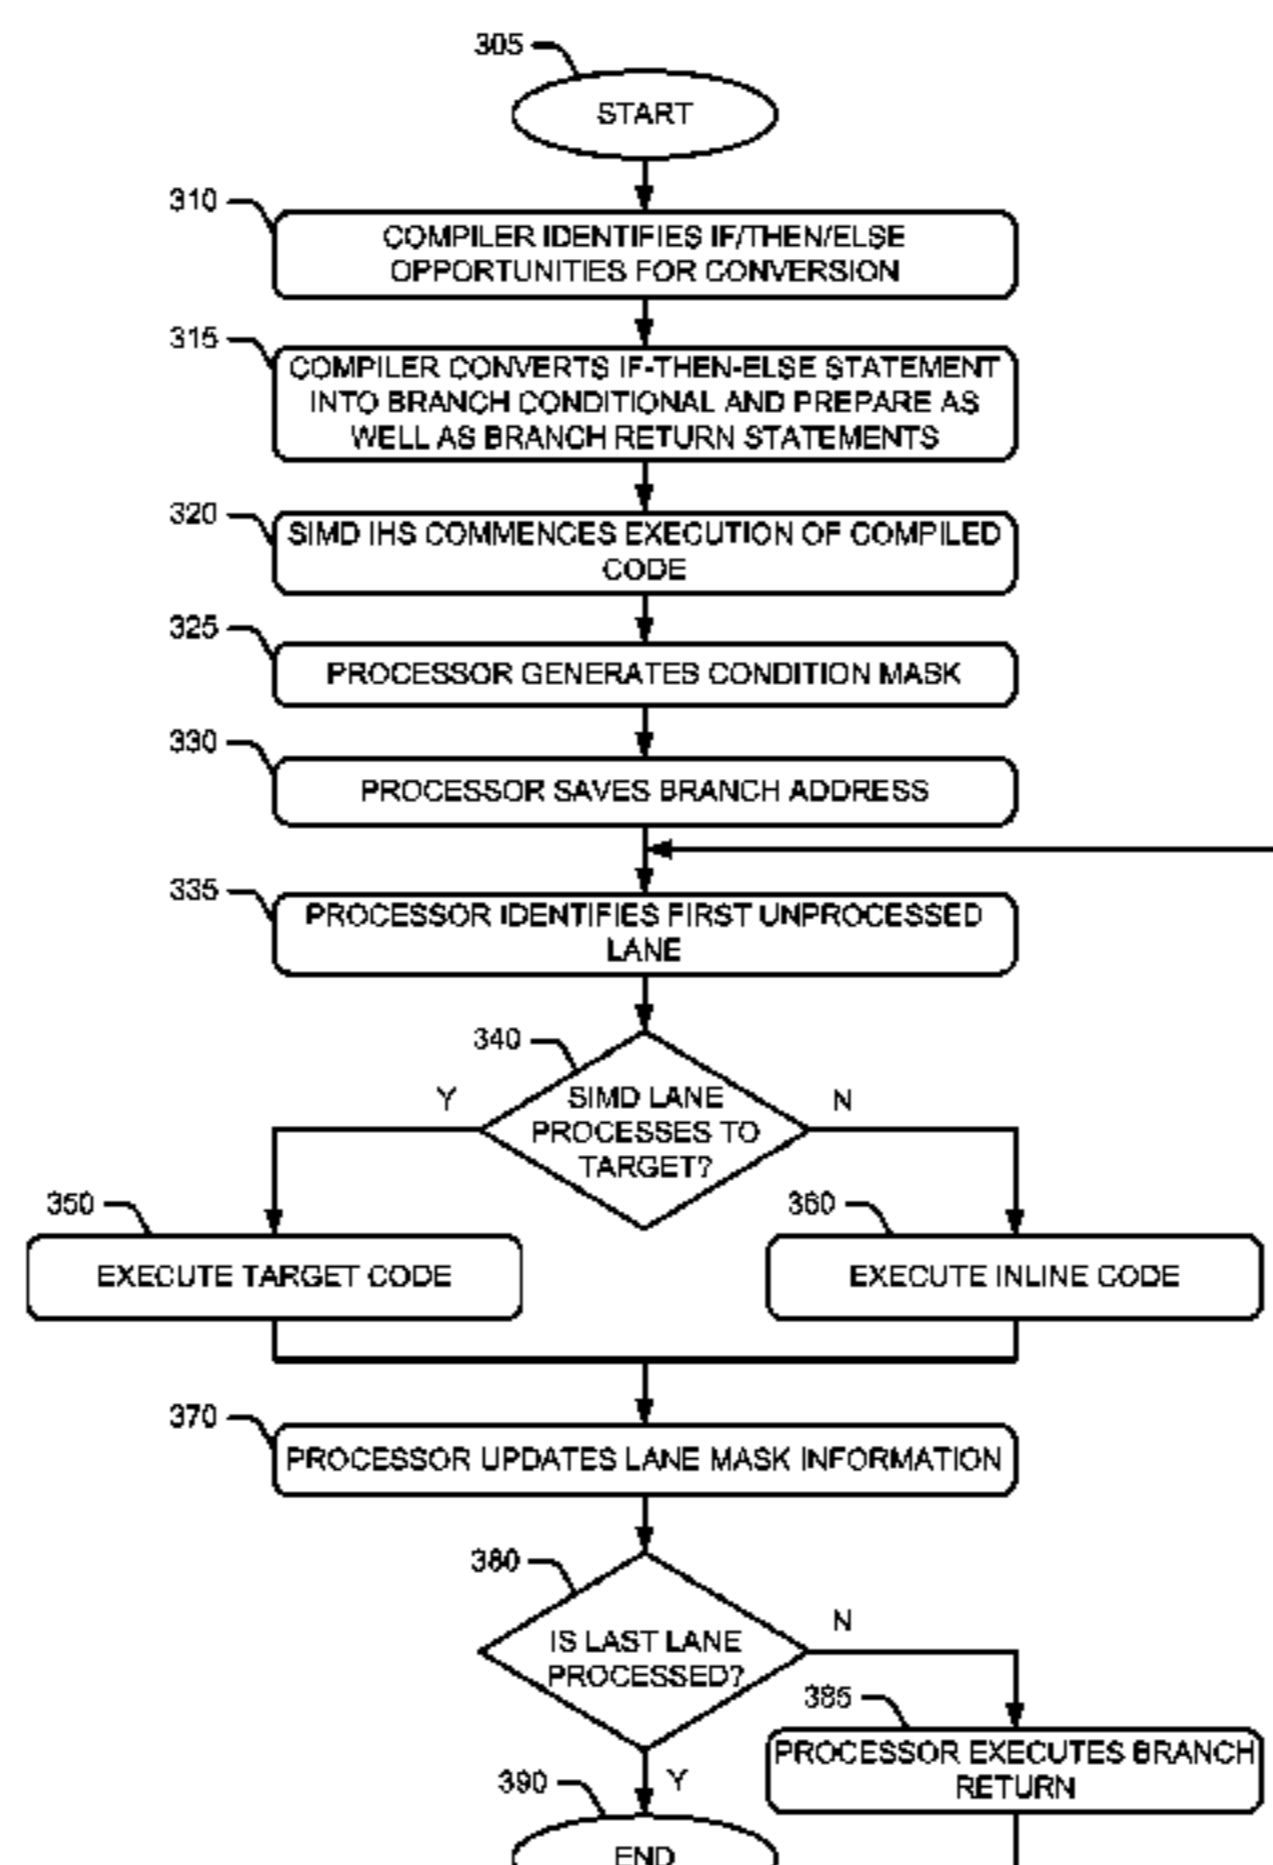 305
START
310
COMPILER IDENTIFIES IF/THEN/ELSE
OPPORTUNITIES FOR CONVERSION
315
COMPILER CONVERTS IF-THEN-ELSE STATEMENT
INTO BRANCH CONDITIONAL AND PREPARE AS
WELL AS BRANCH RETURN STATEMENTS
320
SIMD IHS COMMENCES EXECUTION OF COMPILED
CODE
325
PROCESSOR GENERATES CONDITION MASK
330
PROCESSOR SAVES BRANCH ADDRESS
335
PROCESSOR IDENTIFIES FIRST UNPROCESSED
LANE
340
Y
SIMD LANE
PROCESSES TO
TARGET?
N
350
EXECUTE TARGET CODE
360
EXECUTE INLINE CODE
370
PROCESSOR UPDATES LANE MASK INFORMATION
380
IS LAST LANE
PROCESSED?
N
385
PROCESSOR EXECUTES BRANCH
RETURN
Y
390
END